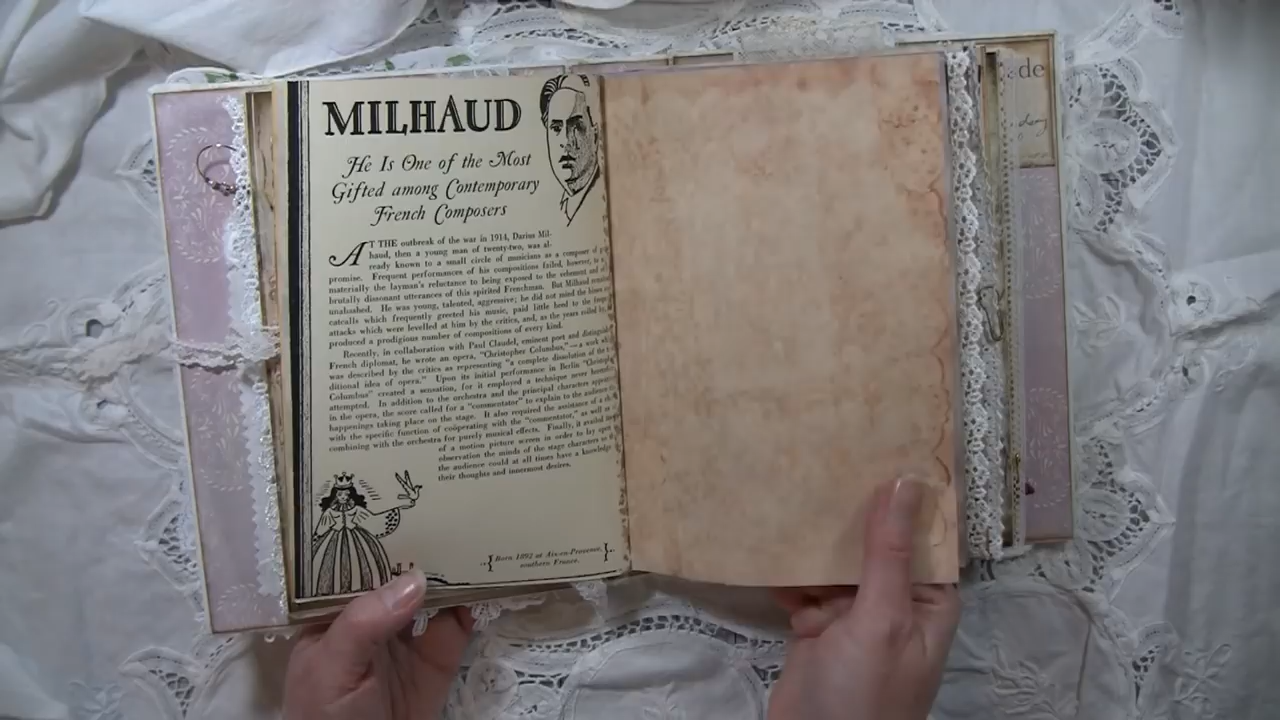 MILHAUD
He Is One of the Most
Gifted among Contemporary
French Composers
AT THE outbreak of the war in 1914, Darius Mil-
haud, then a young man of twenty-two, was al-
ready known to a small circle of musicians as a composer of
promise. Frequent performances of his compositions failed, however, to
materially the layman's reluctance to being exposed to the vehement and
brutally dissonant utterances of this spirited Frenchman. But Milhaud
unabashed. He was young, talented, aggressive; he did not mind the hisses
catcalls which frequently greeted his music, paid little heed to the
attacks which were levelled at him by the critics, and, as the years rolled
produced a prodigious number of compositions of every kind.
Recently, in collaboration with Paul Claudel, eminent poet and
French diplomat, he wrote an opera, "Christopher Columbus,"—a work
was described by the critics as representing "a complete dissolution of the
ditional idea of opera." Upon its initial performance in Berlin
Columbus" created a sensation, for it employed a technique never
attempted. In addition to the orchestra and the principal characters
in the opera, the score called for a "commentator" to explain to the audience
happenings taking place on the stage. It also required the assistance of a
with the specific function of coöperating with the "commentator," as well as
combining with the orchestra for purely musical effects. Finally, it
of a motion picture screen in order to lay
observation the minds of the stage characters so
the audience could at all times have a knowledge
their thoughts and innermost desires.
Born 1892 at Aix-en-Provence,
southern France.
de